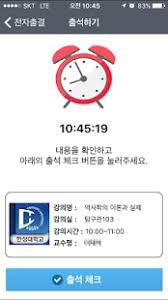 SKT LTE 오전 10:45
전자출결 출석하기
10:45:19
내용을 확인하고
아래의 출석 체크 버튼을 눌러주세요.
강의명 : 역사학의 이론과 실제
강의실 : 탐구관103
강의시간 : 10:00~11:00
교수명 :
한성대학교
출석 체크